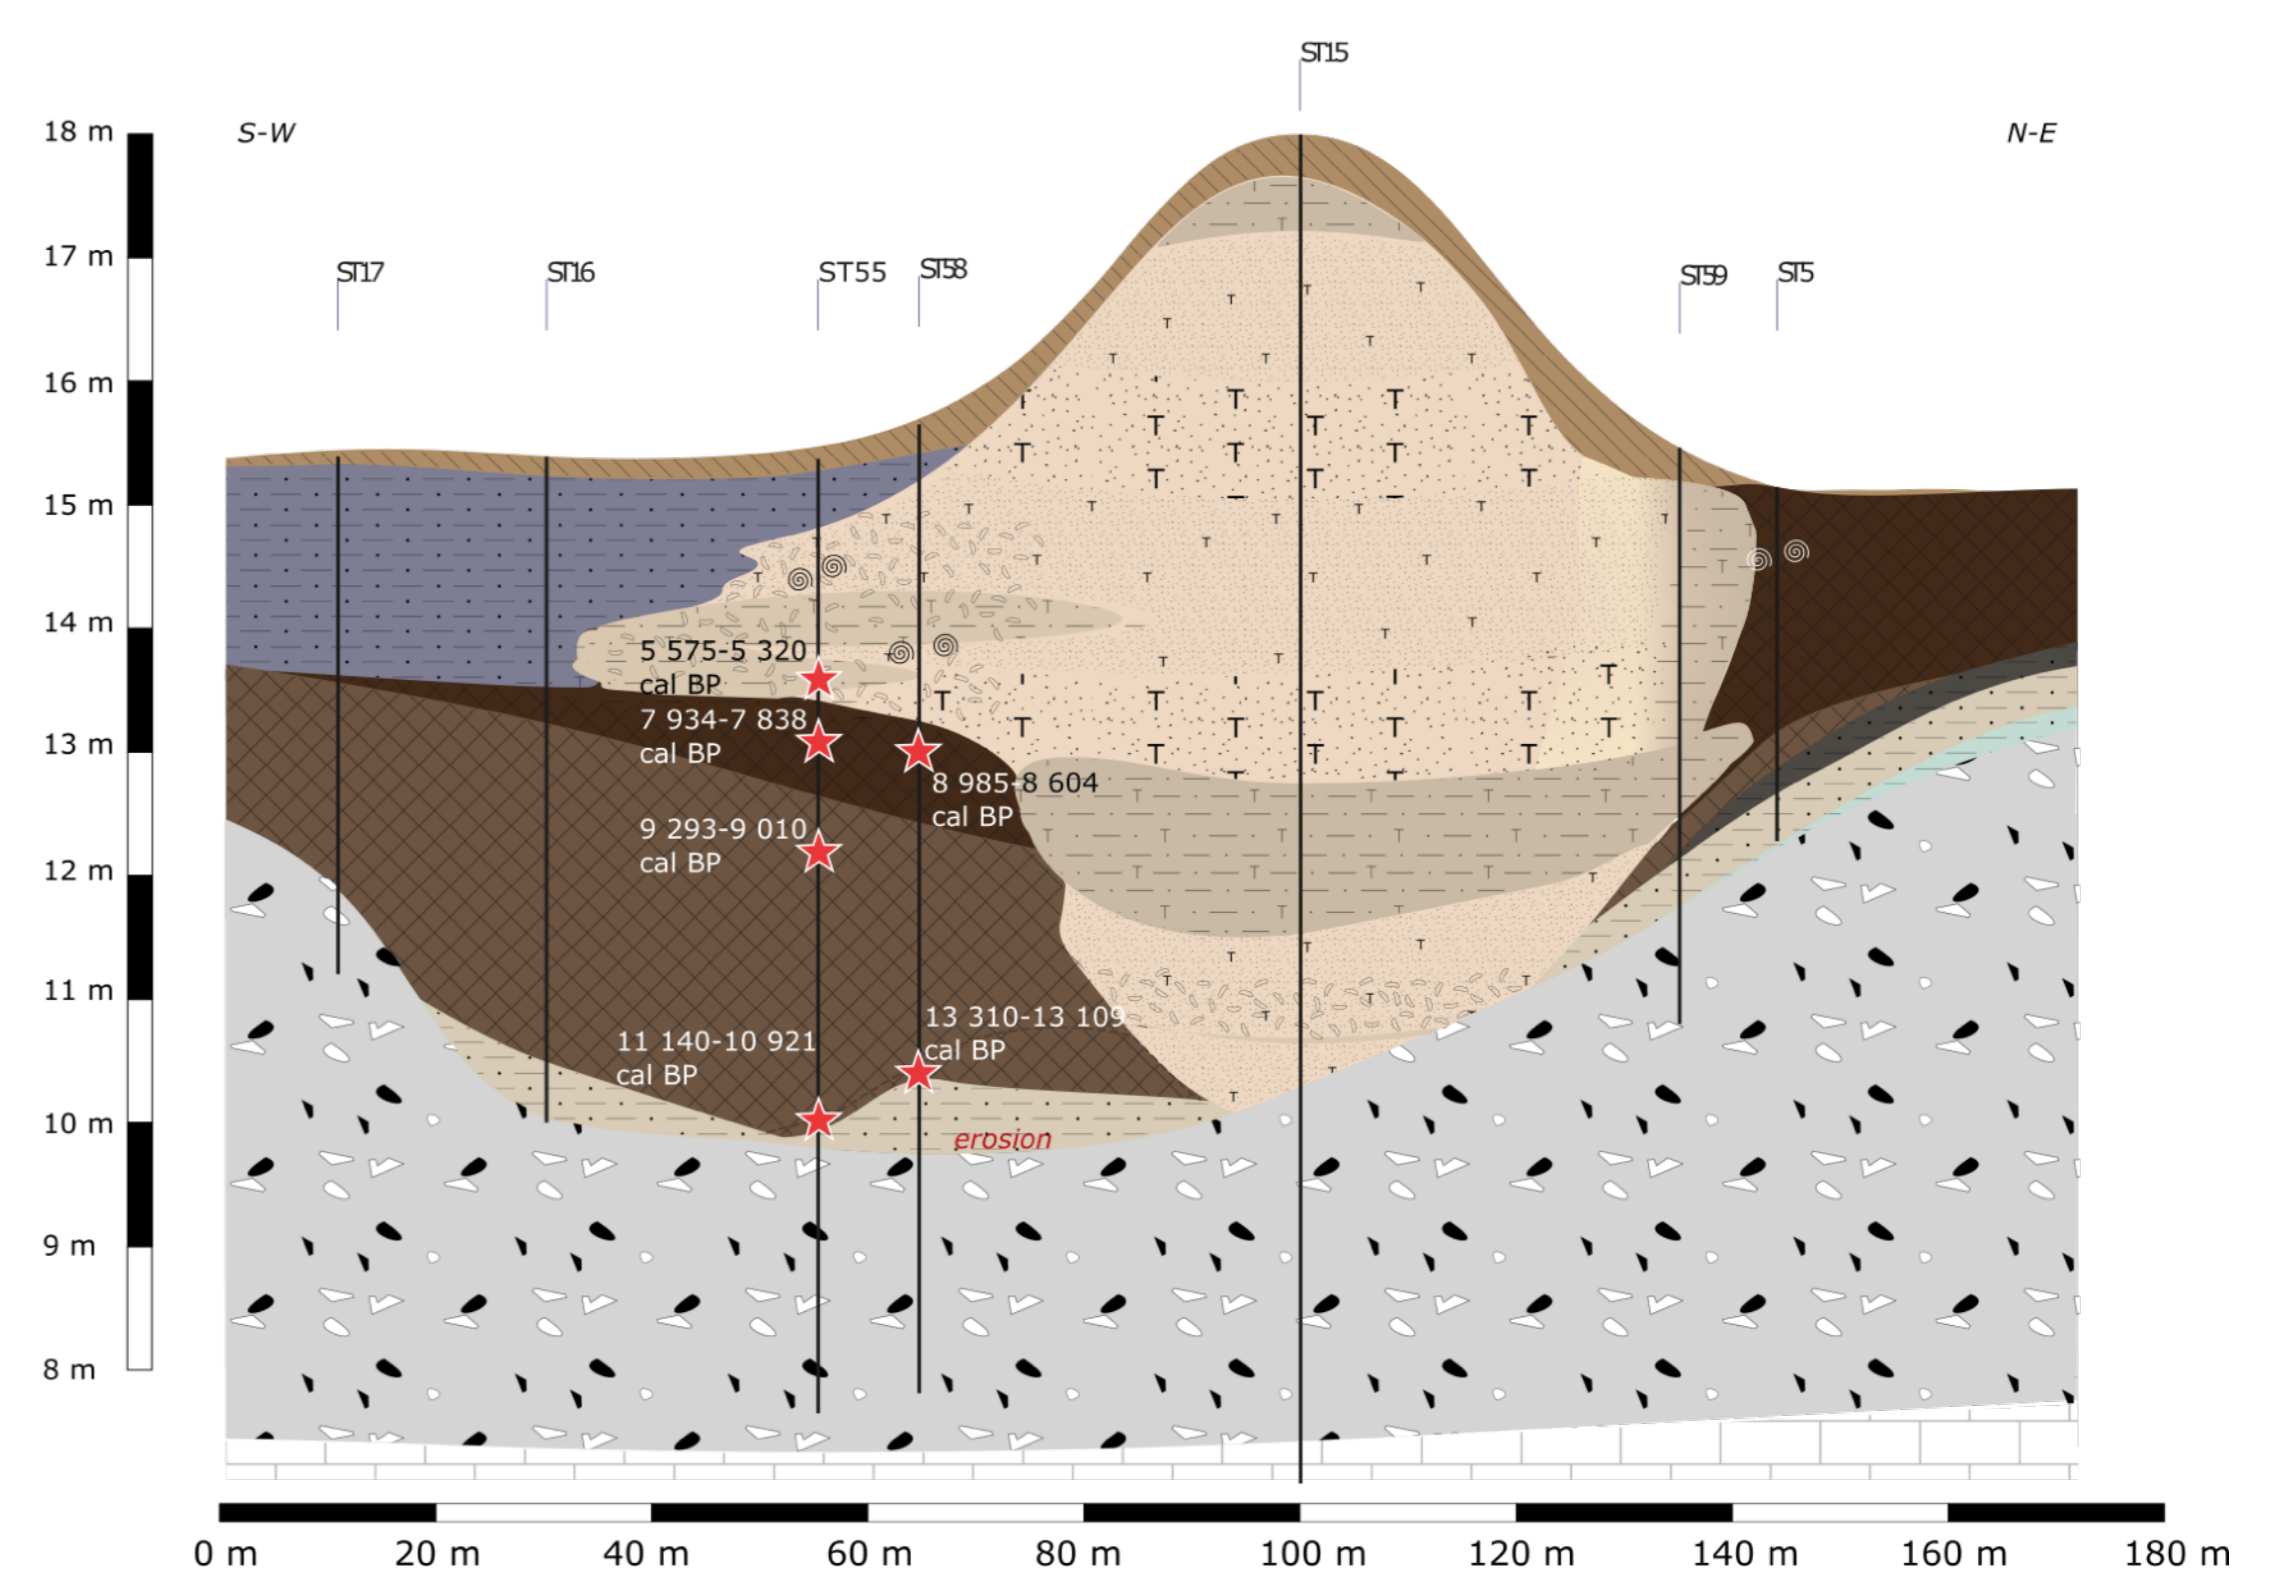 ST15
18 m
S-W
N-E
17 m
ST17
ST16
ST55
ST58
ST59
ST5
16 m
15 m
14 m
5 575-5 320
cal BP
7 934-7 838
cal BP
13 m
8 985-8 604
cal BP
9 293-9 010
cal BP
12 m
11 m
13 310-13 109
cal BP
11 140-10 921
cal BP
10 m
erosion
9 m
8 m
0 m 20 m 40 m 60 m 80 m 100 m 120 m 140 m 160 m 180 m